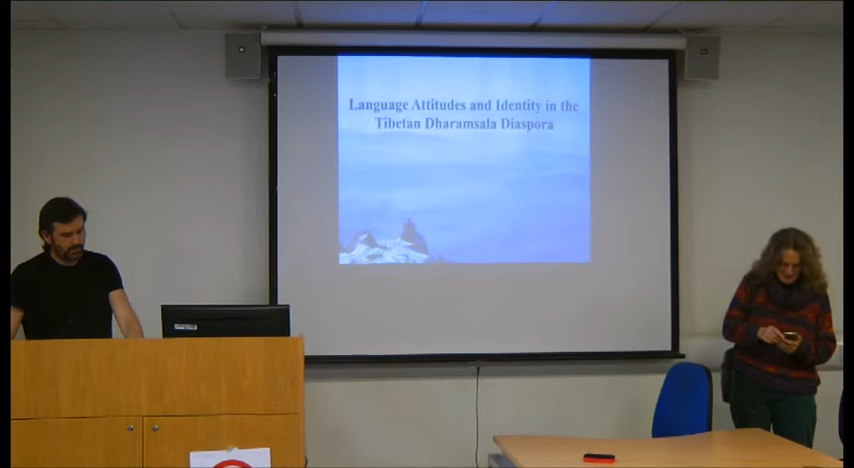 Language Attitudes and Identity in the
Tibetan Dharamsala Diaspora